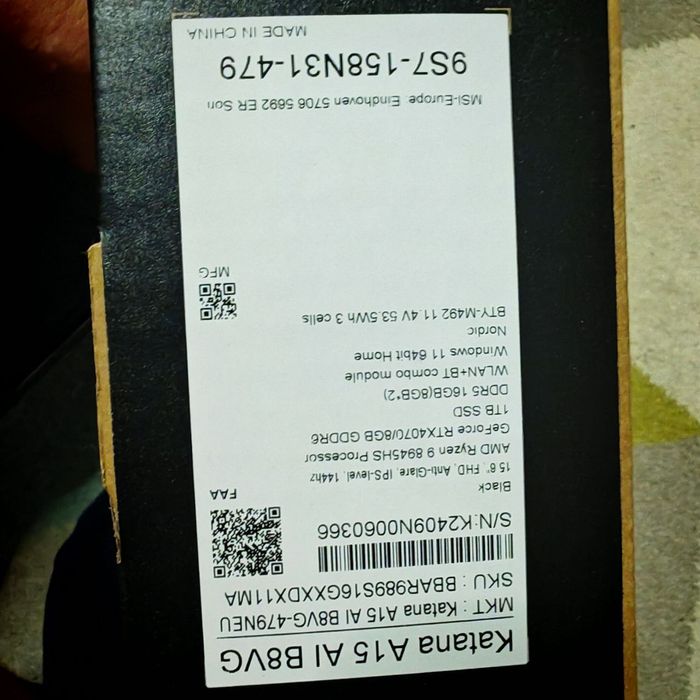 Katana A15 AI B8VG
MKT : Katana A15 AI B8VG-479NEU
SKU : BBAR989S16GXXDX11MA
S/N:K2409N0060366
FAA
Black
15.6", FHD, Anti-Glare, IPS-level, 144hz
AMD Ryzen 9 8945HS Processor
GeForce RTX4070/8GB GDDR6
1TB SSD
DDR5 16GB(8GB*2)
WLAN+BT combo module
Windows 11 64bit Home
Nordic
BTY-M492 11.4V 53.5Wh 3 cells
MFG
MSI-Europe. Eindhoven 5706 5692 ER Son
9S7-158N31-479
MADE IN CHINA